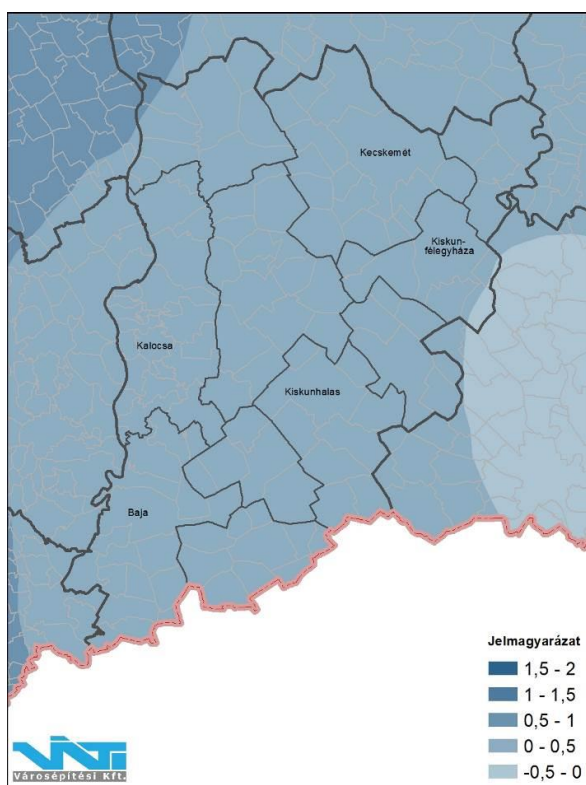 Kecskemét
Kiskun-
félegyháza
Kalocsa
Kiskunhalas
Baja
Jelmagyarázat
1,5 - 2
1 - 1,5
0,5 - 1
0 - 0,5
-0,5 - 0
VÁTI
Városépítési Kft.